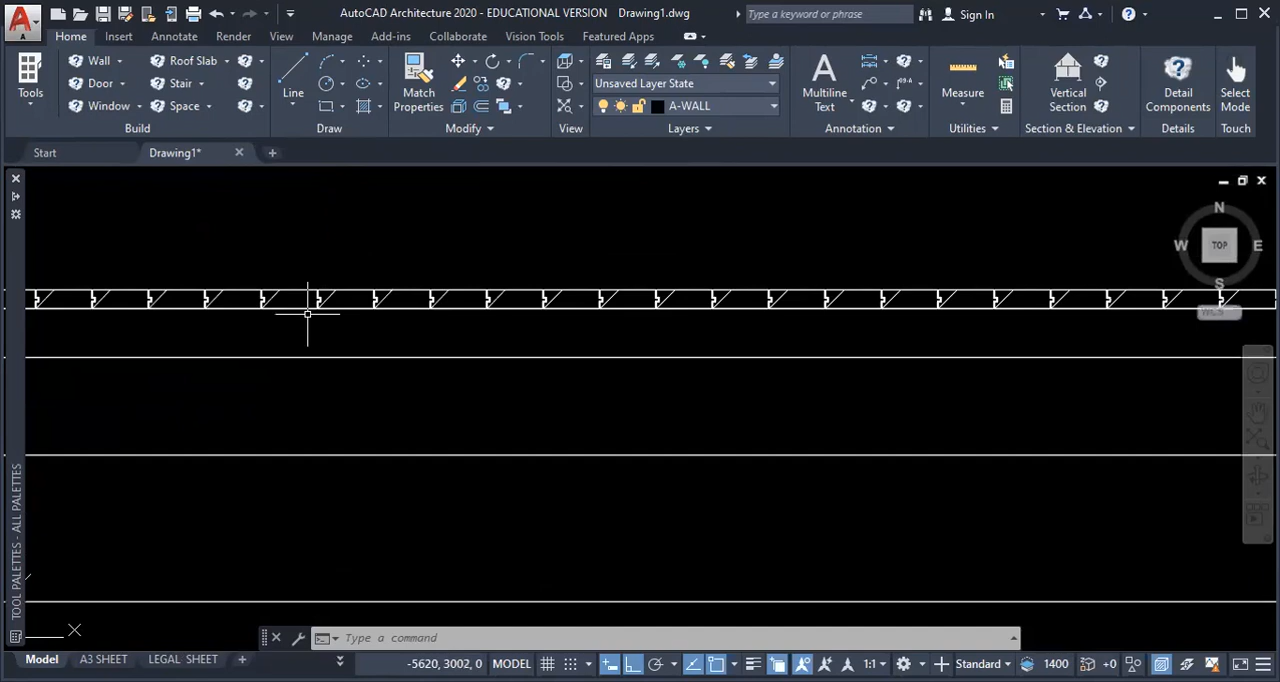 A AutoCAD Architecture 2020 - EDUCATIONAL VERSION Drawing1.dwg Type a keyword or phrase Sign In
Home Insert Annotate Render View Manage Add-ins Collaborate Vision Tools Featured Apps
Wall Roof Slab
Door Stair
Window Space
Tools Line Match Properties
Unsaved Layer State
A-WALL
Multiline Text Measure Vertical Section Detail Components Select Mode
Build Draw Modify View Layers Annotation Utilities Section & Elevation Details Touch
Start Drawing1*
N
W TOP E
S
WCS
TOOL PALETTES - ALL PALETTES
X
Type a command
Model A3 SHEET LEGAL SHEET -5620, 3002, 0 MODEL 1:1 Standard 1400 +0